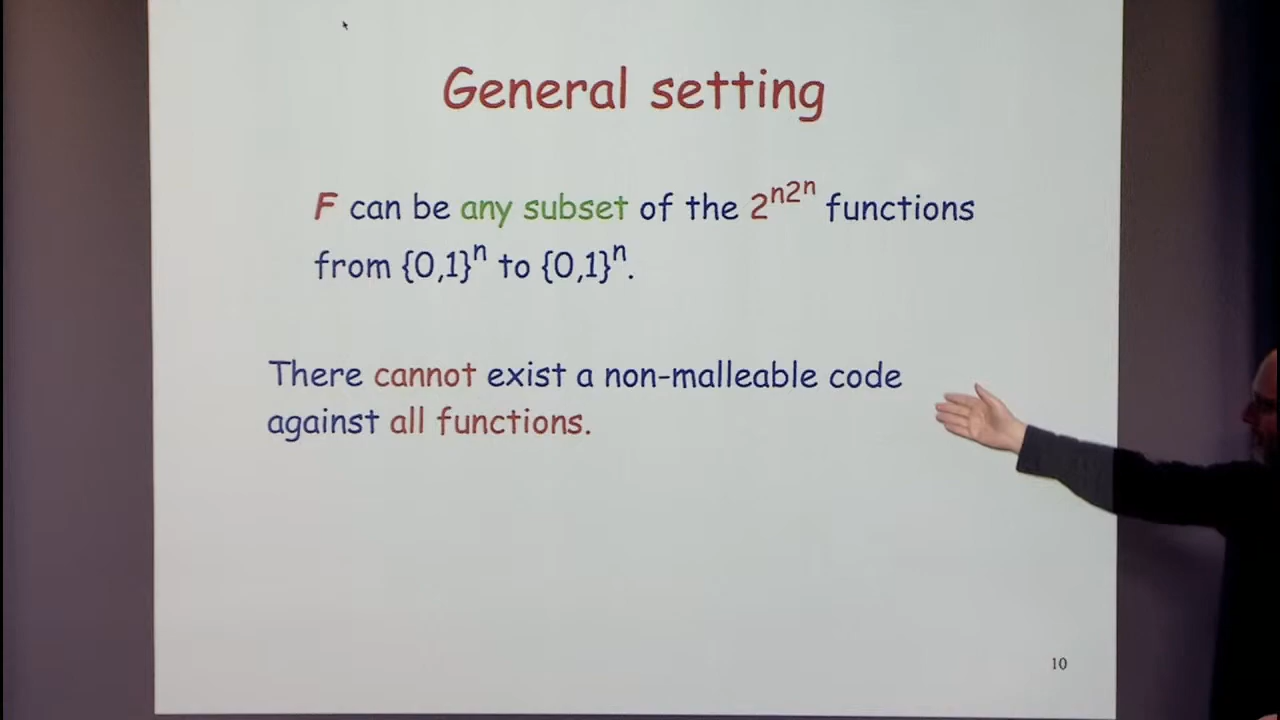 General setting
F can be any subset of the 2^{n2^n} functions
from {0,1}^n to {0,1}^n.
There cannot exist a non-malleable code
against all functions.
10